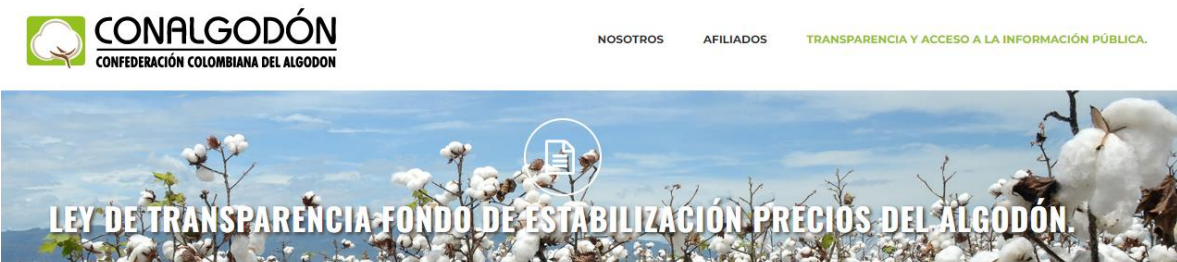 CONALGODÓN
CONFEDERACIÓN COLOMBIANA DEL ALGODON
NOSOTROS AFILIADOS TRANSPARENCIA Y ACCESO A LA INFORMACIÓN PÚBLICA.
LEY DE TRANSPARENCIA FONDO DE ESTABILIZACIÓN PRECIOS DEL ALGODÓN.